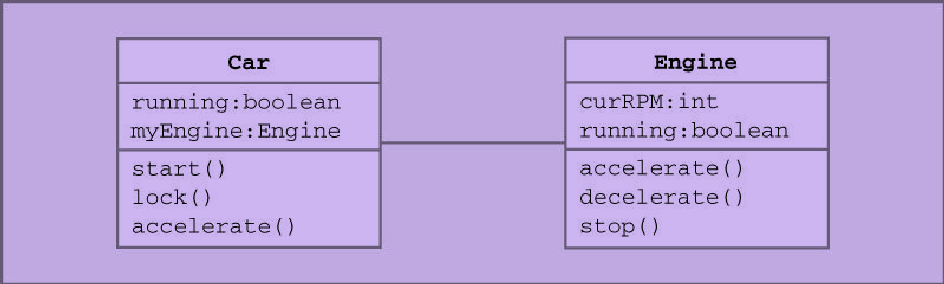 Car
running:boolean
myEngine:Engine
start()
lock()
accelerate()
Engine
curRPM:int
running:boolean
accelerate()
decelerate()
stop()